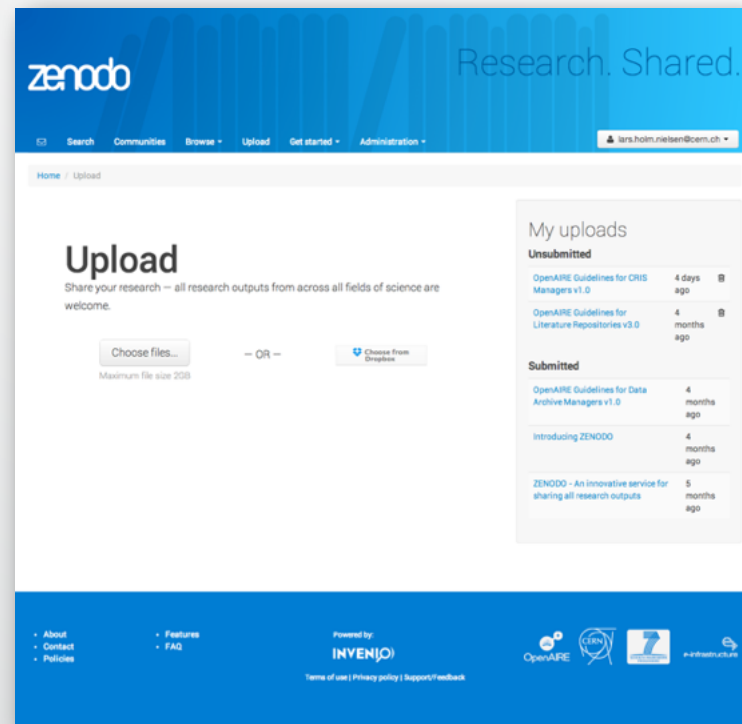 zenodo
Research. Shared.
Search Communities Browse Upload Get started Administration
lars.holm.nielsen@cern.ch
Home / Upload
Upload
Share your research — all research outputs from across all fields of science are
welcome.
Choose files...
— OR —
Choose from
Dropbox
Maximum file size 2GB
My uploads
Unsubmitted
OpenAIRE Guidelines for CRIS 4 days
Managers v1.0 ago
OpenAIRE Guidelines for 4
Literature Repositories v3.0 months
ago
Submitted
OpenAIRE Guidelines for Data 4
Archive Managers v1.0 months
ago
Introducing ZENODO 4
months
ago
ZENODO - An innovative service for 5
sharing all research outputs months
ago
About
Contact
Policies
Features
FAQ
Powered by:
INVENIO
Terms of use | Privacy policy | Support/Feedback
OpenAIRE
CERN
7
e-infrastructure